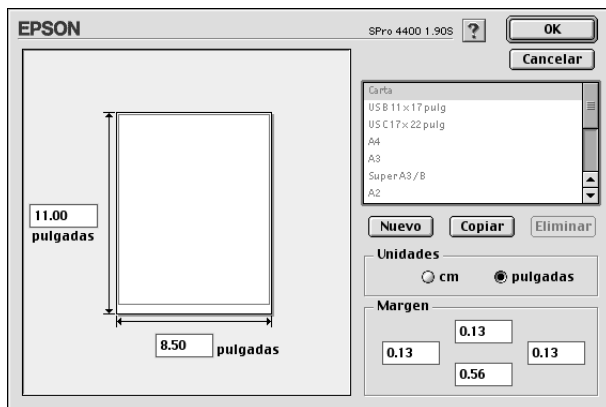 EPSON
SPro 4400 1.90S
?
OK
Cancelar
Carta
USB 11×17 pulg
USC 17×22 pulg
A4
A3
Super A3/B
A2
11.00
pulgadas
8.50 pulgadas
Nuevo Copiar Eliminar
Unidades
cm pulgadas
Margen
0.13
0.13 0.13
0.56